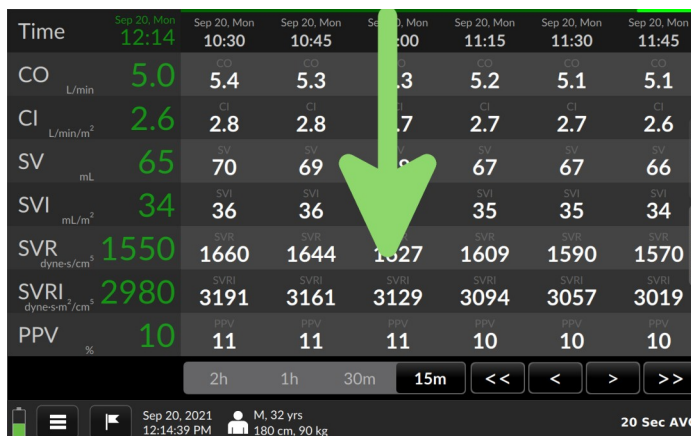 Time Sep 20, Mon 12:14 Sep 20, Mon 10:30 Sep 20, Mon 10:45 Sep , Mon :00 Sep 20, Mon 11:15 Sep 20, Mon 11:30 Sep 20, Mon 11:45
CO L/min 5.0 CO 5.4 CO 5.3 .3 CO 5.2 CO 5.1 CO 5.1
CI L/min/m² 2.6 CI 2.8 CI 2.8 .7 CI 2.7 CI 2.7 CI 2.6
SV mL 65 SV 70 SV 69 SV 67 SV 67 SV 66
SVI mL/m² 34 SVI 36 SVI 36 SVI 35 SVI 35 SVI 34
SVR dyne·s/cm⁵ 1550 SVR 1660 SVR 1644 1627 SVR 1609 SVR 1590 SVR 1570
SVRI dyne·s·m²/cm⁵ 2980 SVRI 3191 SVRI 3161 SVRI 3129 SVRI 3094 SVRI 3057 SVRI 3019
PPV % 10 PPV 11 PPV 11 PPV 11 PPV 10 PPV 10 PPV 10
2h 1h 30m 15m << < > >>
Sep 20, 2021 M, 32 yrs
12:14:39 PM 180 cm, 90 kg 20 Sec AVG